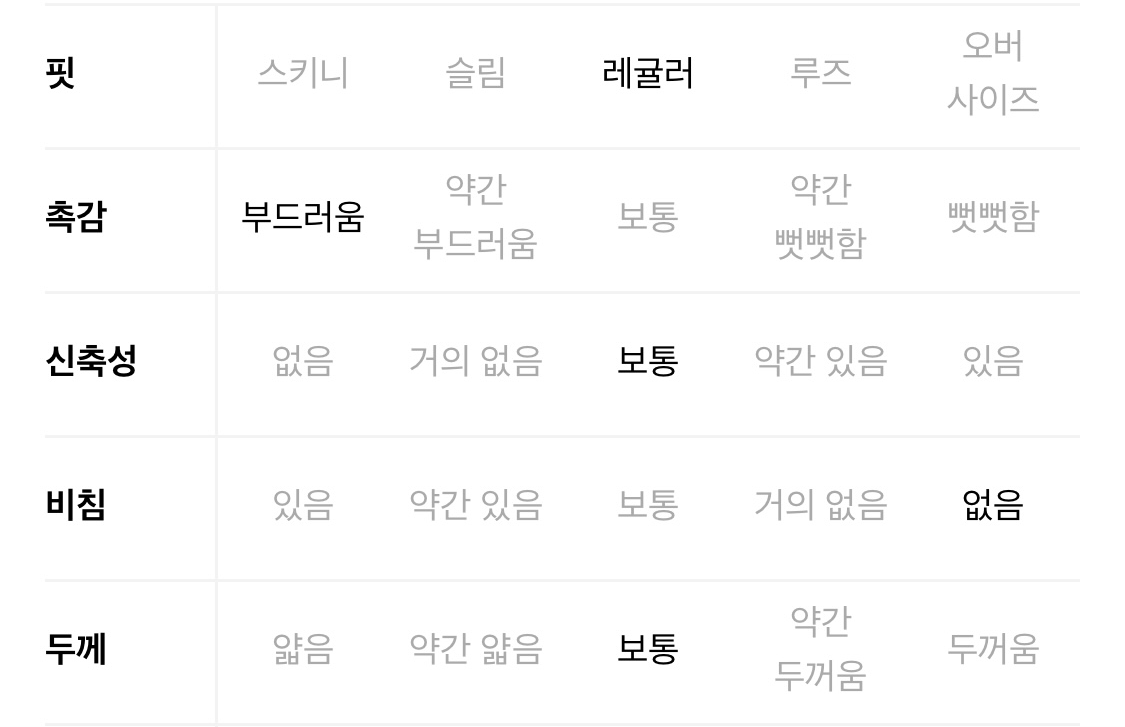 핏 스키니 슬림 레귤러 루즈 오버
사이즈
촉감 부드러움 약간
부드러움 보통 약간
뻣뻣함 뻣뻣함
신축성 없음 거의 없음 보통 약간 있음 있음
비침 있음 약간 있음 보통 거의 없음 없음
두께 얇음 약간 얇음 보통 약간
두꺼움 두꺼움